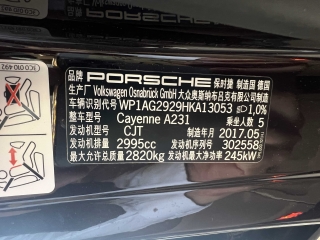 品牌 PORSCHE 保时捷 制造国 德国
生产厂 Volkswagen Osnabrück GmbH 大众奥斯纳布吕克有限公司制造
车辆识别代号 WP1AG2929HKA13053 1,0%
整车型号 Cayenne A231 乘坐人数 5
发动机型号 CJT 制造年月 2017.05
发动机排量 2995cc 系列号 302558
最大允许总质量 2820kg 发动机最大净功率 245kW